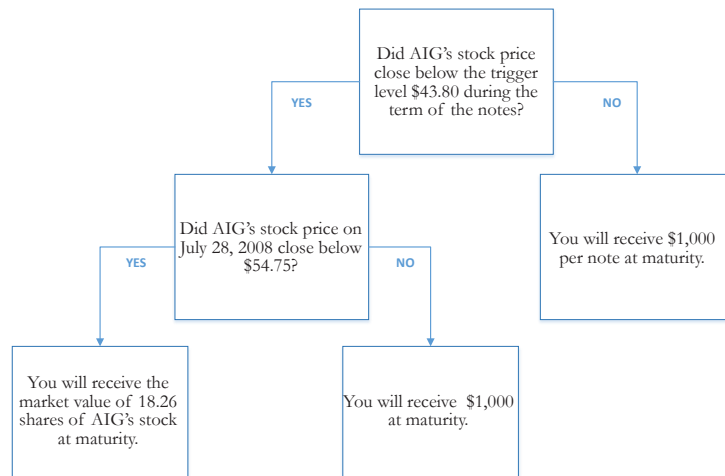 Did AIG's stock price
close below the trigger
level $43.80 during the
term of the notes?
YES
NO
Did AIG's stock price on
July 28, 2008 close below
$54.75?
You will receive $1,000
per note at maturity.
YES
NO
You will receive the
market value of 18.26
shares of AIG's stock
at maturity.
You will receive $1,000
at maturity.